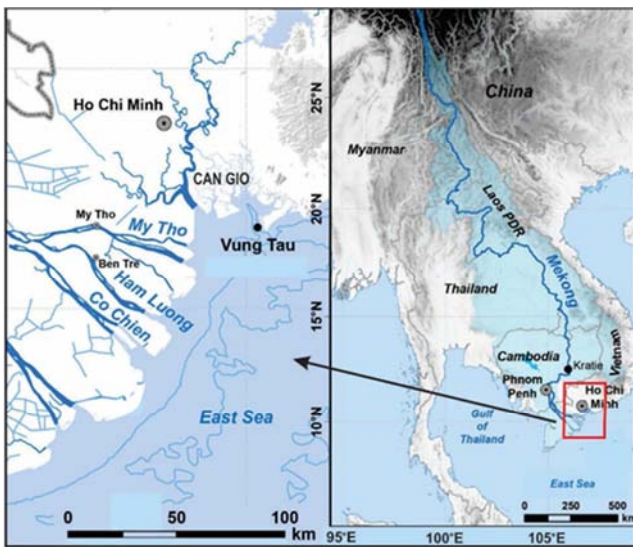 Ho Chi Minh
CAN GIO
My Tho
My Tho
Vung Tau
Ben Tre
Ham Luong
Co Chien
East Sea
0 50 100
km
25°N
20°N
15°N
10°N
China
Myanmar
Laos PDR
Mekong
Thailand
Vietnam
Cambodia
Kratie
Phnom
Penh
Ho Chi
Minh
Gulf
of
Thailand
East Sea
0 250 500
km
95°E 100°E 105°E